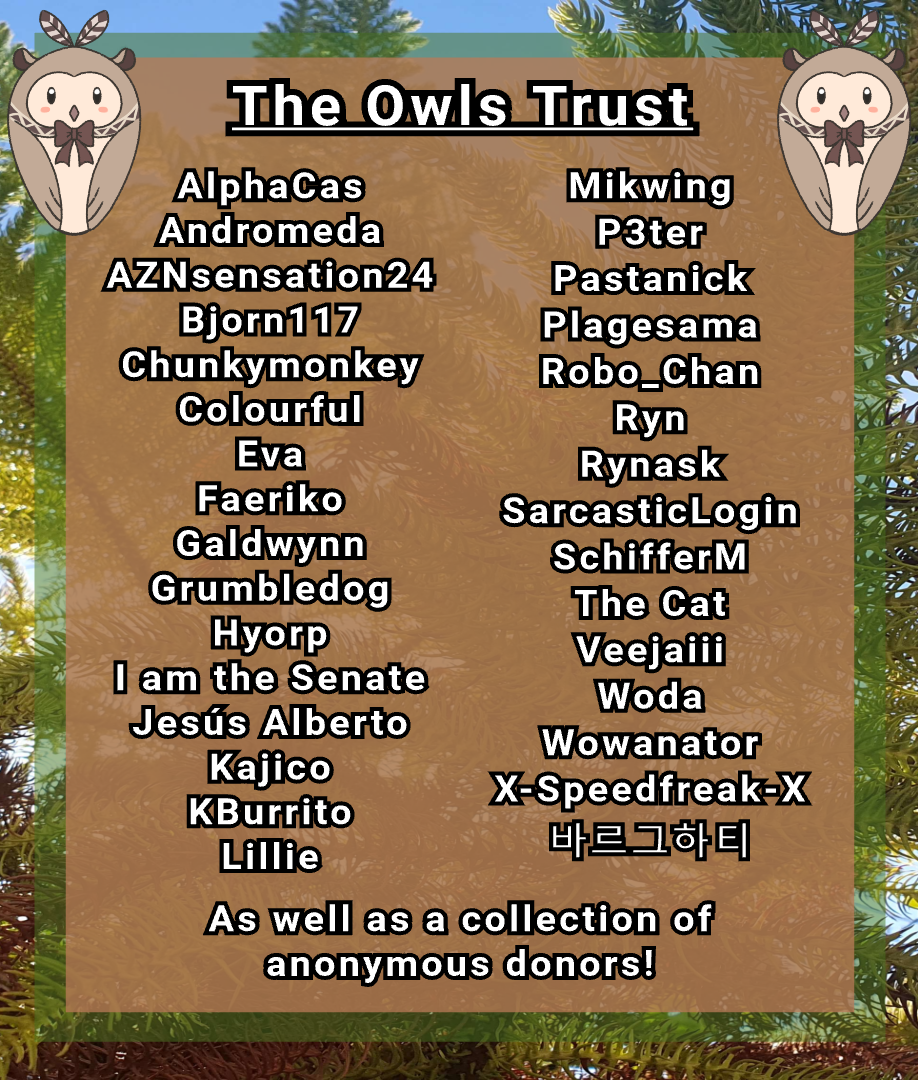 The Owls Trust
AlphaCas
Andromeda
AZNsensation24
Bjorn117
Chunkymonkey
Colourful
Eva
Faeriko
Galdwynn
Grumbledog
Hyorp
I am the Senate
Jesús Alberto
Kajico
KBurrito
Lillie
Mikwing
P3ter
Pastanick
Plagesama
Robo_Chan
Ryn
Rynask
SarcasticLogin
SchifferM
The Cat
Veejaiii
Woda
Wowanator
X-Speedfreak-X
바르그하티
As well as a collection of
anonymous donors!